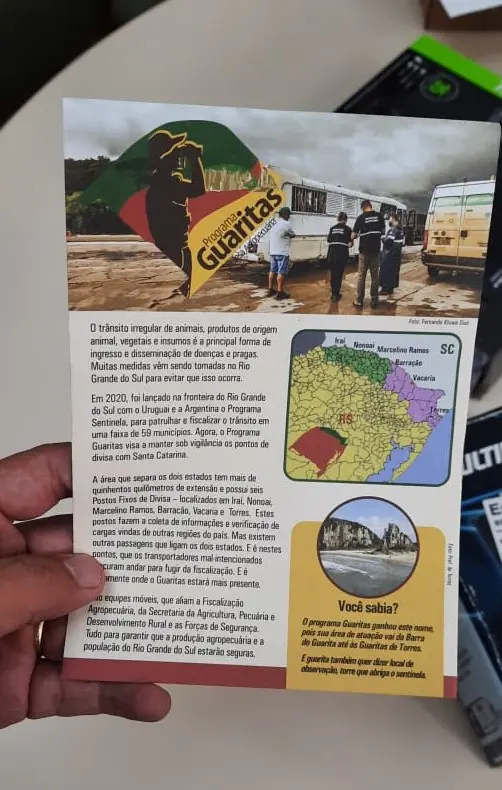 Programa
Guaritas
Foto: Fernando Kluwe Dias
O trânsito irregular de animais, produtos de origem
animal, vegetais e insumos é a principal forma de
ingresso e disseminação de doenças e pragas.
Muitas medidas vêm sendo tomadas no Rio
Grande do Sul para evitar que isso ocorra.
Em 2020, foi lançado na fronteira do Rio Grande
do Sul com o Uruguai e a Argentina o Programa
Sentinela, para patrulhar e fiscalizar o trânsito em
uma faixa de 59 municípios. Agora, o Programa
Guaritas visa a manter sob vigilância os pontos de
divisa com Santa Catarina.
A área que separa os dois estados tem mais de
quinhentos quilômetros de extensão e possui seis
Postos Fixos de Divisa – localizados em Iraí, Nonoai,
Marcelino Ramos, Barracão, Vacaria e Torres. Estes
postos fazem a coleta de informações e verificação de
cargas vindas de outras regiões do país. Mas existem
outras passagens que ligam os dois estados. E é nestes
pontos, que os transportadores mal-intencionados
curam andar para fugir da fiscalização. E é
mente onde o Guaritas estará mais presente.
equipes móveis, que aliam a Fiscalização
Agropecuária, da Secretaria da Agricultura, Pecuária e
Desenvolvimento Rural e as Forças de Segurança.
Tudo para garantir que a produção agropecuária e a
população do Rio Grande do Sul estarão seguras.
Iraí
Nonoai
Marcelino Ramos
SC
Barracão
Vacaria
Torres
RS
Você sabia?
O programa Guaritas ganhou este nome,
pois sua área de atuação vai da Barra
do Guarita até às Guaritas de Torres.
E guarita também quer dizer local de
observação, torre que abriga o sentinela.
ULTI